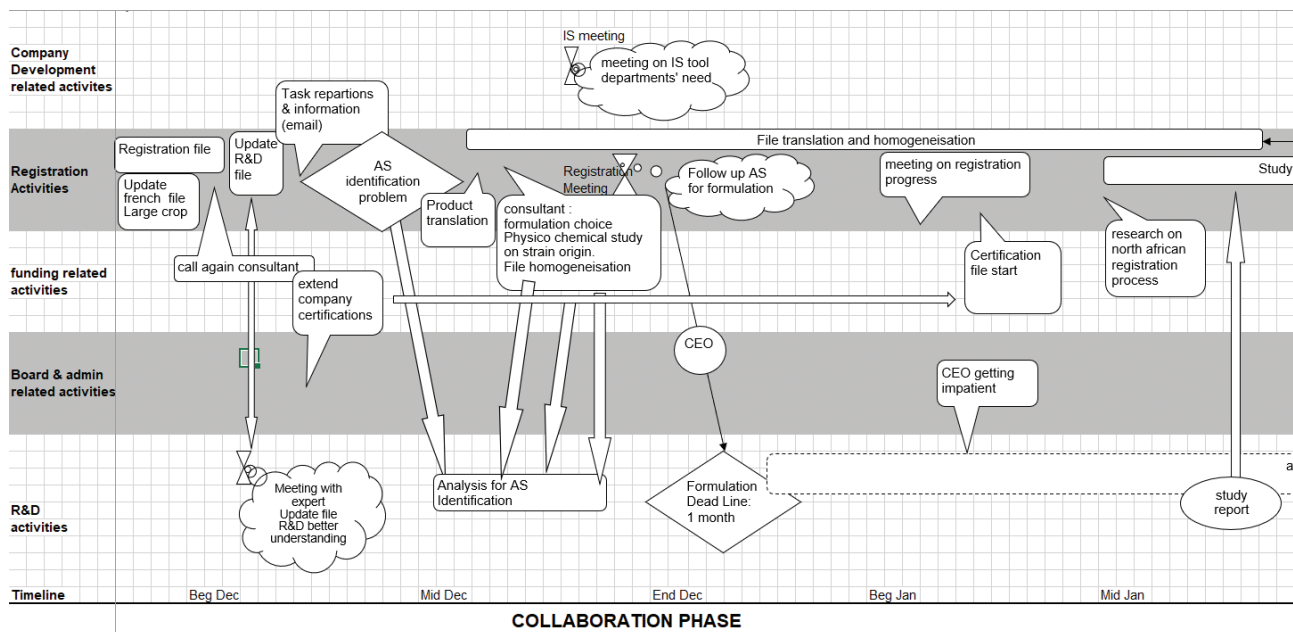 IS meeting
Company
Development
related activites
meeting on IS tool
departments' need
Task repartions
& information
(email)
File translation and homogeneisation
Registration file
Update
R&D
file
AS
identification
problem
Registration
Activities
Registration
Meeting
Follow up AS
for formulation
meeting on registration
progress
Study
Update
french file
Large crop
Product
translation
consultant :
formulation choice
Physico chemical study
on strain origin.
File homogeneisation
call again consultant
funding related
activities
extend
company
certifications
Certification
file start
research on
north african
registration
process
CEO
Board & admin
related activities
CEO getting
impatient
Meeting with
expert
Update file
R&D better
understanding
Analysis for AS
Identification
Formulation
Dead Line:
1 month
a
study
report
R&D
activities
Timeline
Beg Dec
Mid Dec
End Dec
Beg Jan
Mid Jan
COLLABORATION PHASE